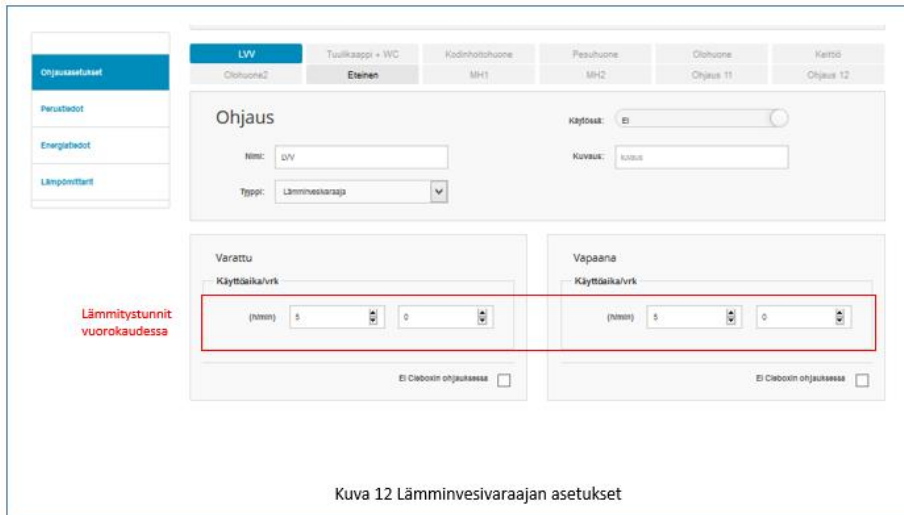 LVV Tuulikaappi + WC Kodinhoitohuone Pesuhuone Olohuone Keittiö
Ohjausasetukset
Olohuone2 Eteinen MH1 MH2 Ohjaus 11 Ohjaus 12
Perustiedot
Energiatiedot
Lämpömittarit
Ohjaus
Käytössä: Ei
Nimi: LVV
Kuvaus: kuvaus
Tyyppi: Lämminvesivaraaja
Varattu
Vapaana
Käyttöaika/vrk
Käyttöaika/vrk
Lämmitystunnit
vuorokaudessa
(h/min) 5 0
(h/min) 5 0
Ei Cleboxin ohjauksessa
Ei Cleboxin ohjauksessa
Kuva 12 Lämminvesivaraajan asetukset